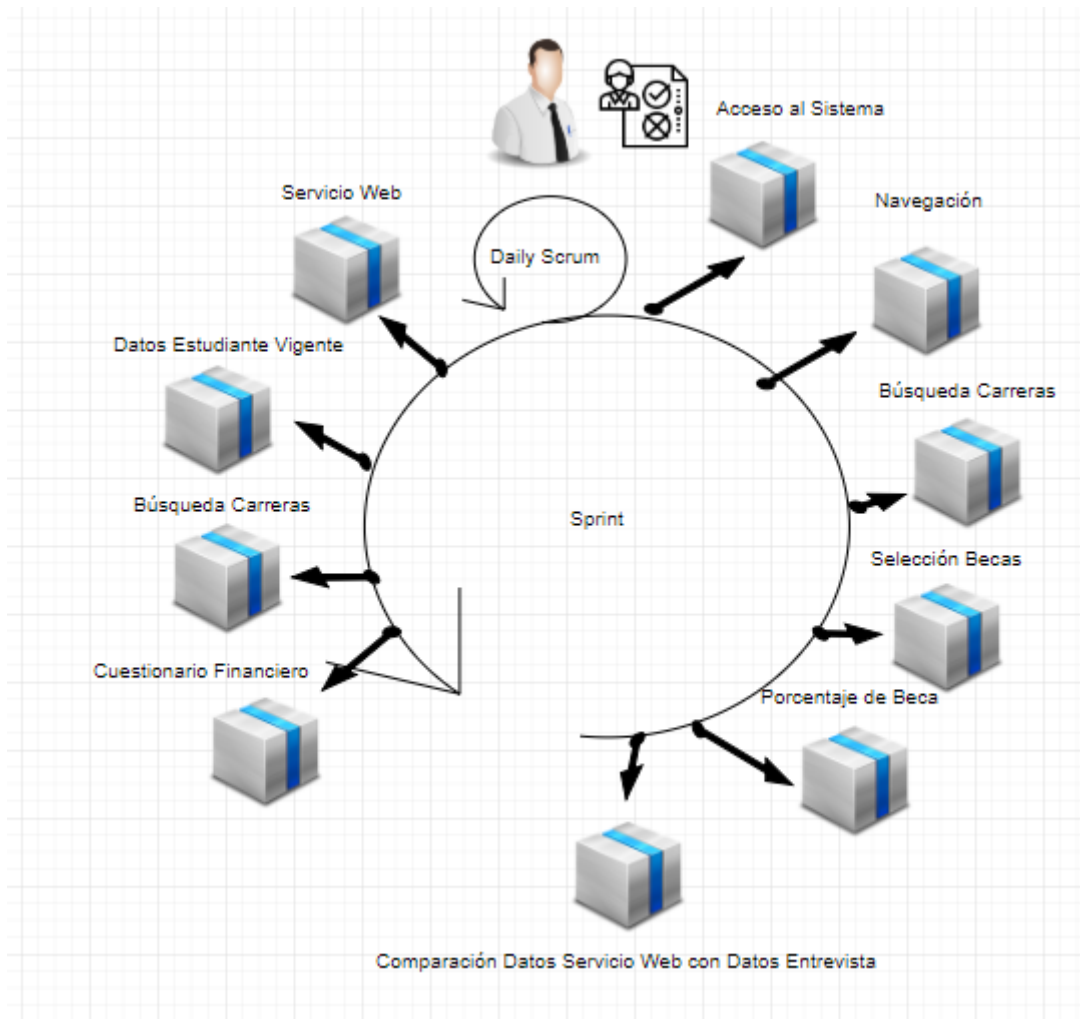 Acceso al Sistema
Servicio Web
Navegación
Daily Scrum
Datos Estudiante Vigente
Búsqueda Carreras
Búsqueda Carreras
Sprint
Selección Becas
Cuestionario Financiero
Porcentaje de Beca
Comparación Datos Servicio Web con Datos Entrevista